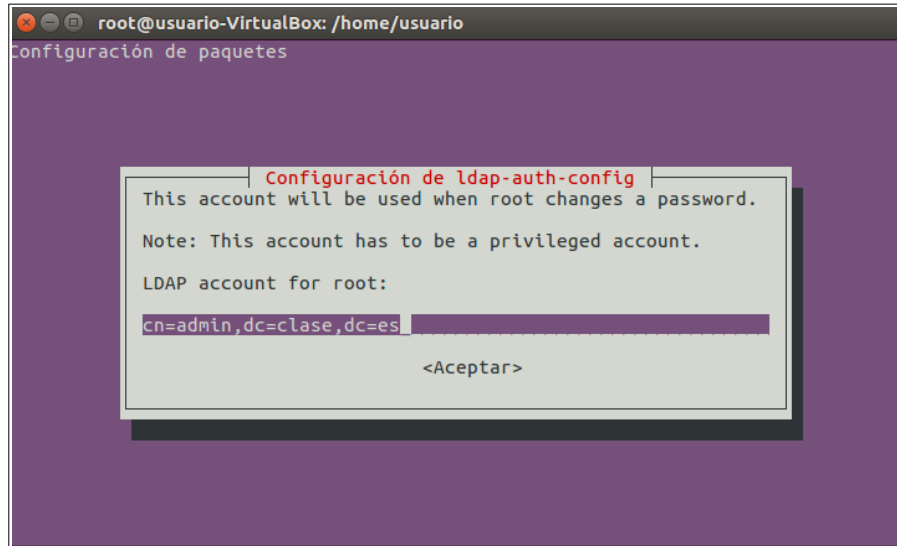 root@usuario-VirtualBox: /home/usuario
Configuración de paquetes
Configuración de ldap-auth-config
This account will be used when root changes a password.
Note: This account has to be a privileged account.
LDAP account for root:
cn=admin,dc=clase,dc=es
<Aceptar>